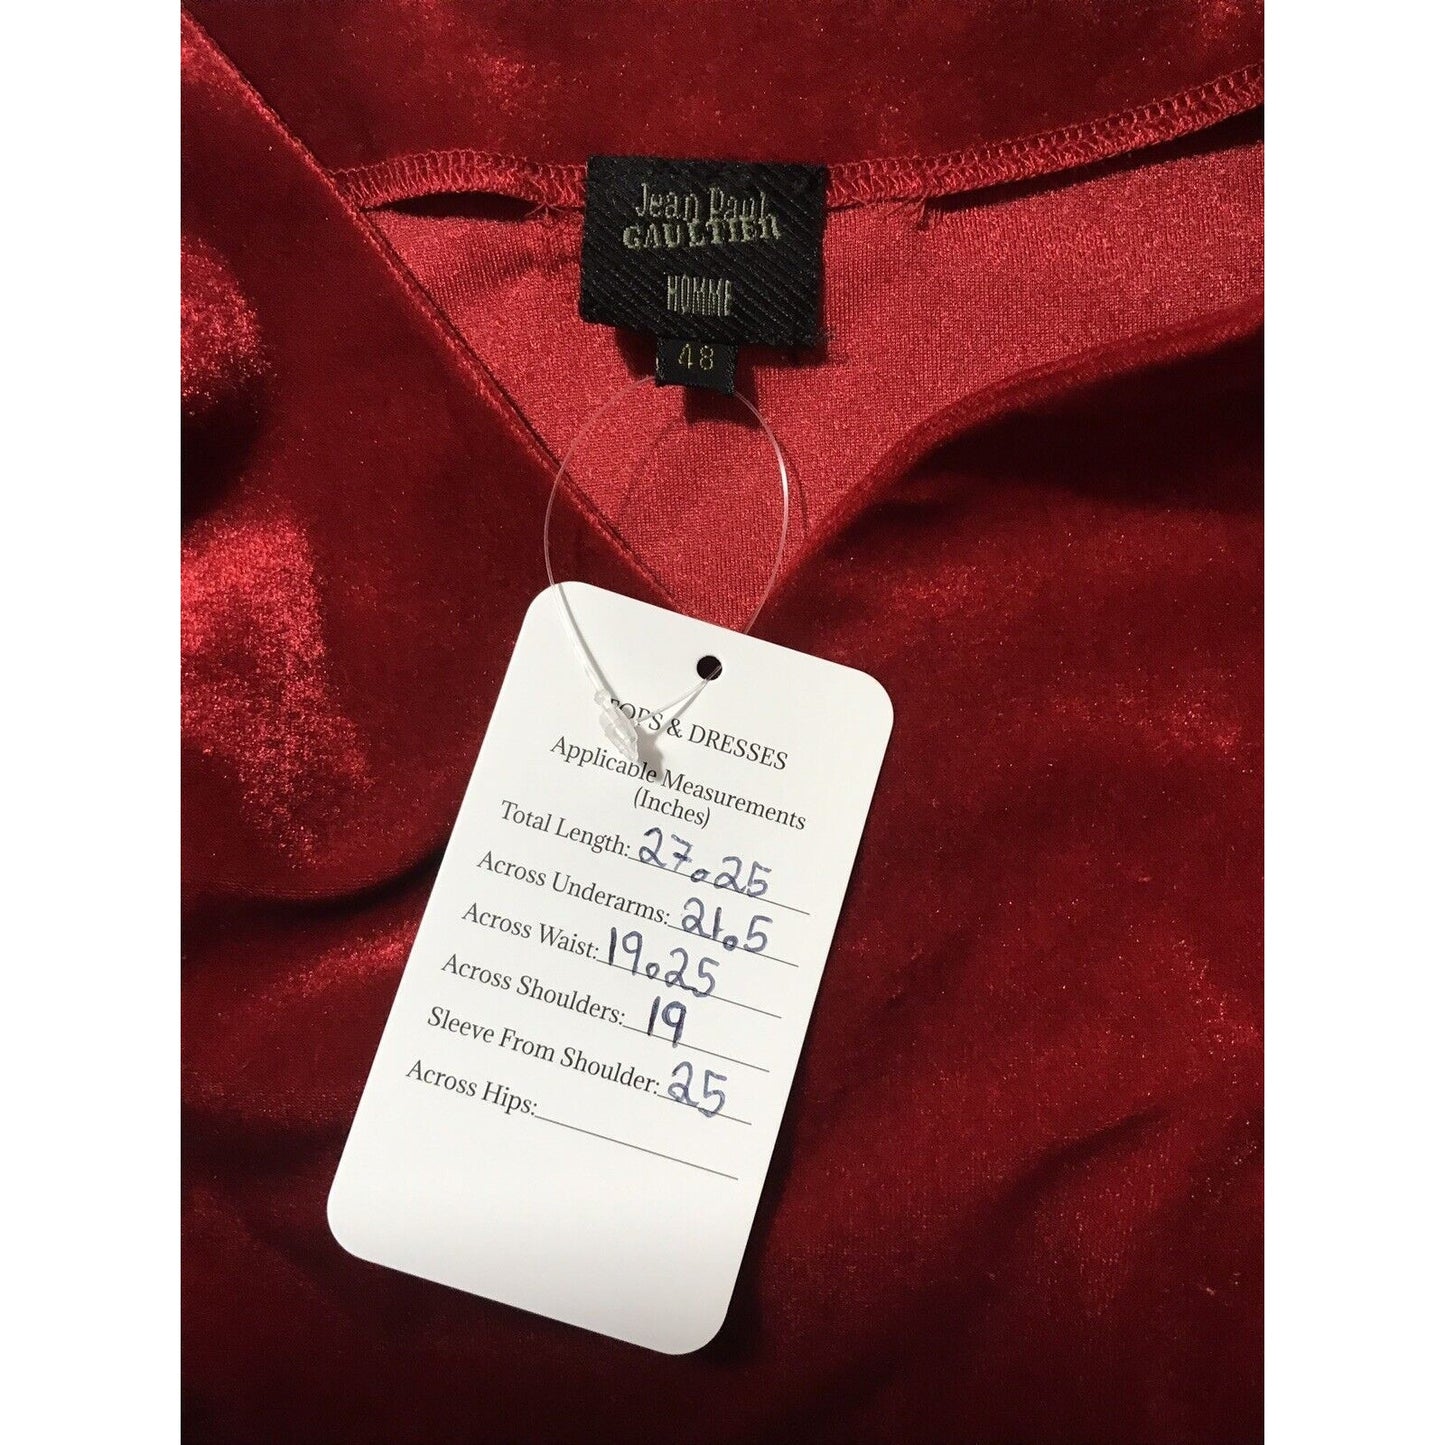 Jean Paul
GAULTIER
HOMME
48
TOPS & DRESSES
Applicable Measurements
(Inches)
Total Length: 27.25
Across Underarms: 21.5
Across Waist: 19.25
Across Shoulders: 19
Sleeve From Shoulder: 25
Across Hips: